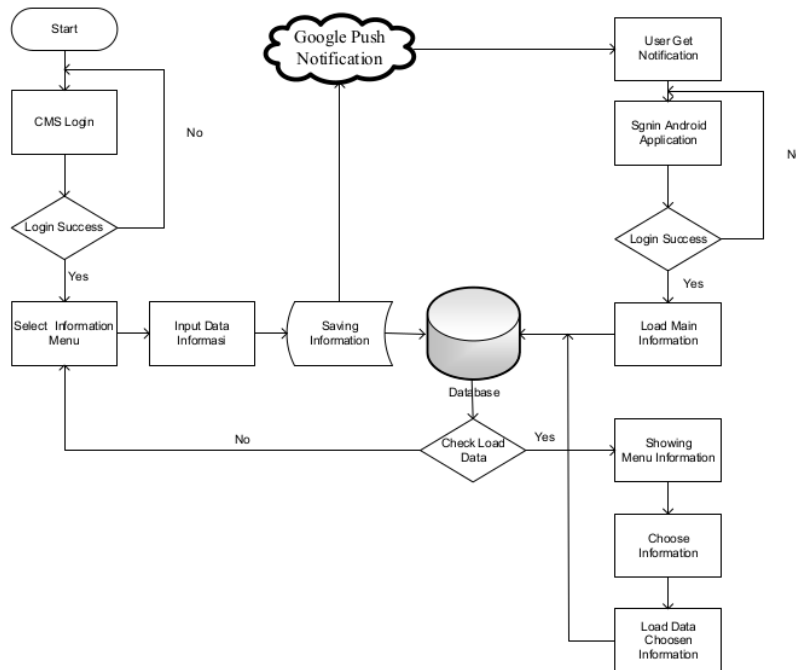 Start
Google Push
Notification
User Get
Notification
CMS Login
No
Sgnin Android
Application
N
Login Success
Login Success
Yes
Yes
Select Information
Menu
Input Data
Informasi
Saving
Information
Load Main
Information
Database
No
Check Load
Data
Yes
Showing
Menu Information
Choose
Information
Load Data
Choosen
Information